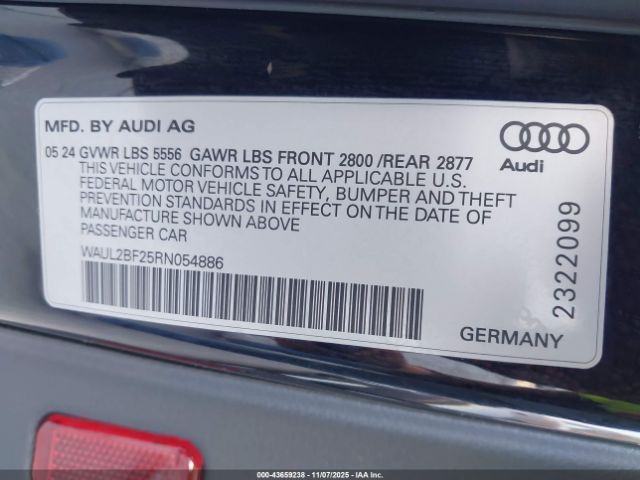 MFD. BY AUDI AG
05 24 GVWR LBS 5556 GAWR LBS FRONT 2800 /REAR 2877
THIS VEHICLE CONFORMS TO ALL APPLICABLE U.S.
FEDERAL MOTOR VEHICLE SAFETY, BUMPER AND THEFT
PREVENTION STANDARDS IN EFFECT ON THE DATE OF
MANUFACTURE SHOWN ABOVE
PASSENGER CAR
WAUL2BF25RN054886
Audi
2322099
GERMANY
000-43659238 - 11/07/2025 - IAAI.COM